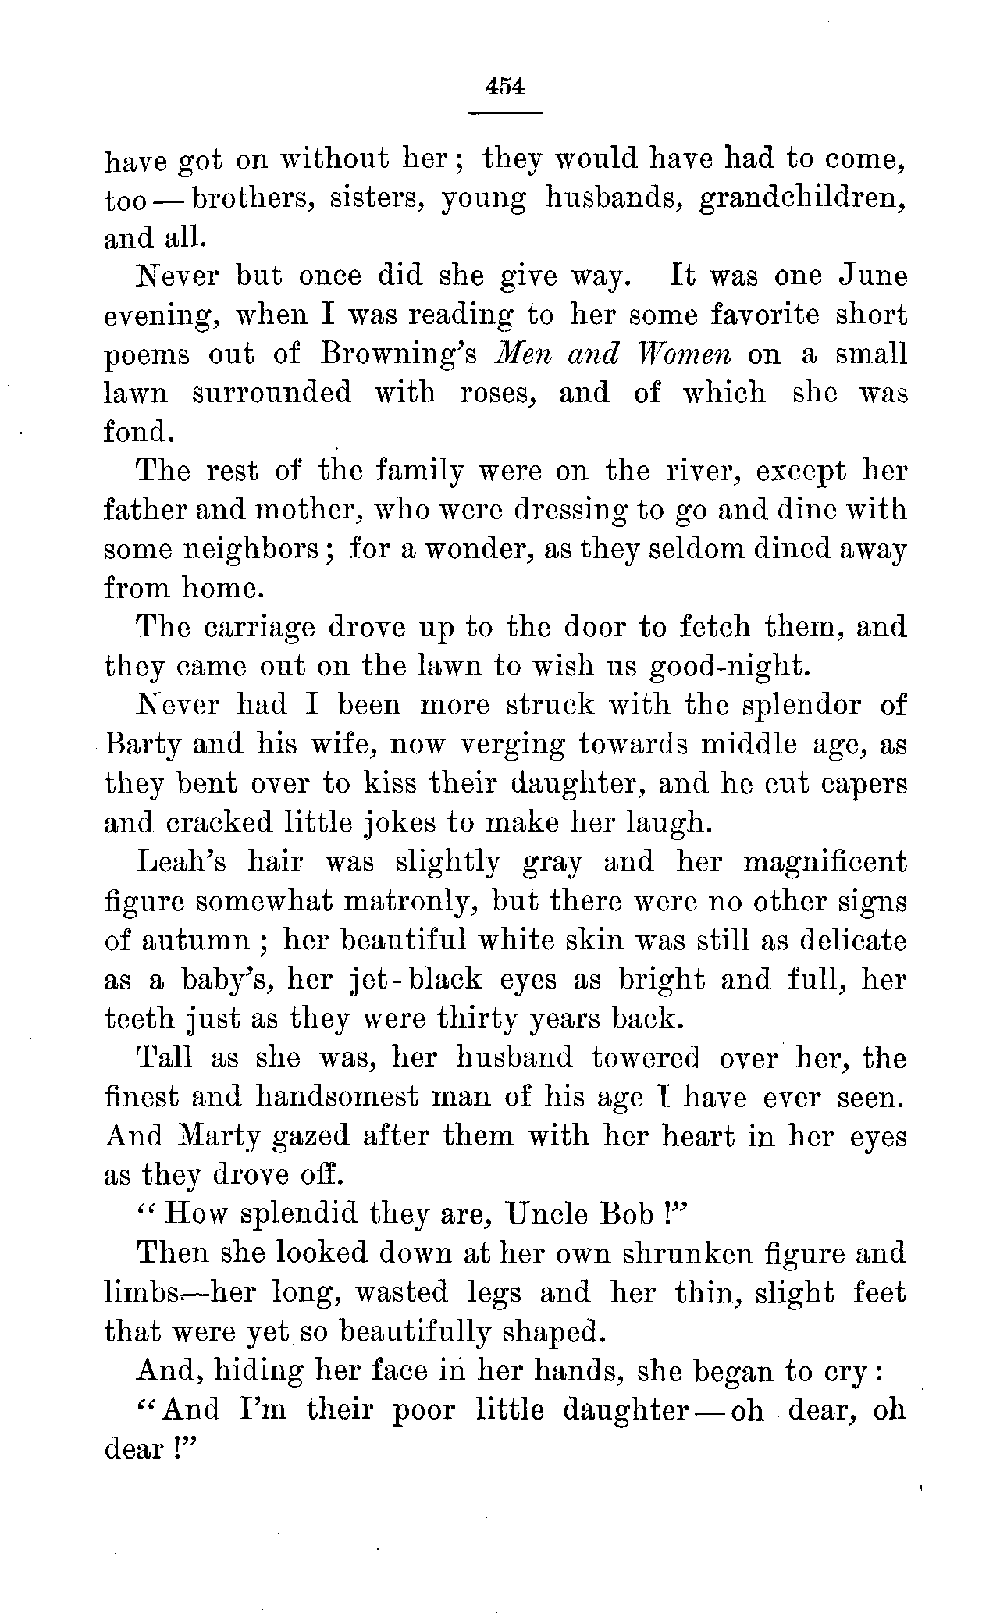 454
have got on without her; they would have had to come,
too — brothers, sisters, young husbands, grandchildren,
and all.
Never but once did she give way. It was one June
evening, when I was reading to her some favorite short
poems out of Browning's Men and Women on a small
lawn surrounded with roses, and of which she was
fond.
The rest of the family were on the river, except her
father and mother, who were dressing to go and dine with
some neighbors; for a wonder, as they seldom dined away
from home.
The carriage drove up to the door to fetch them, and
they came out on the lawn to wish us good-night.
Never had I been more struck with the splendor of
Barty and his wife, now verging towards middle age, as
they bent over to kiss their daughter, and he cut capers
and cracked little jokes to make her laugh.
Leah's hair was slightly gray and her magnificent
figure somewhat matronly, but there were no other signs
of autumn; her beautiful white skin was still as delicate
as a baby's, her jet-black eyes as bright and full, her
teeth just as they were thirty years back.
Tall as she was, her husband towered over her, the
finest and handsomest man of his age I have ever seen.
And Marty gazed after them with her heart in her eyes
as they drove off.
"How splendid they are, Uncle Bob!"
Then she looked down at her own shrunken figure and
limbs—her long, wasted legs and her thin, slight feet
that were yet so beautifully shaped.
And, hiding her face in her hands, she began to cry:
"And I'm their poor little daughter — oh dear, oh
dear!"